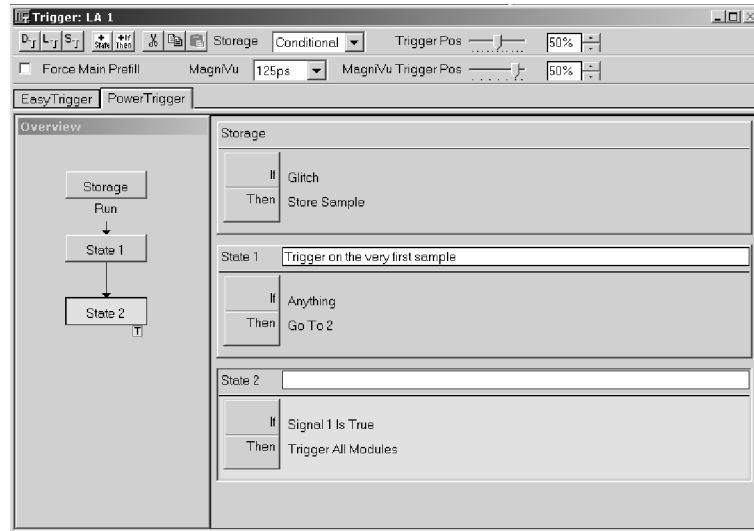 Trigger: LA 1
D L S + State +If Then Storage Conditional Trigger Pos 50%
Force Main Prefill MagniVu 125ps MagniVu Trigger Pos 50%
EasyTrigger PowerTrigger
Overview
Storage
Run
State 1
State 2
T
Storage
If Glitch
Then Store Sample
State 1 Trigger on the very first sample
If Anything
Then Go To 2
State 2
If Signal 1 Is True
Then Trigger All Modules